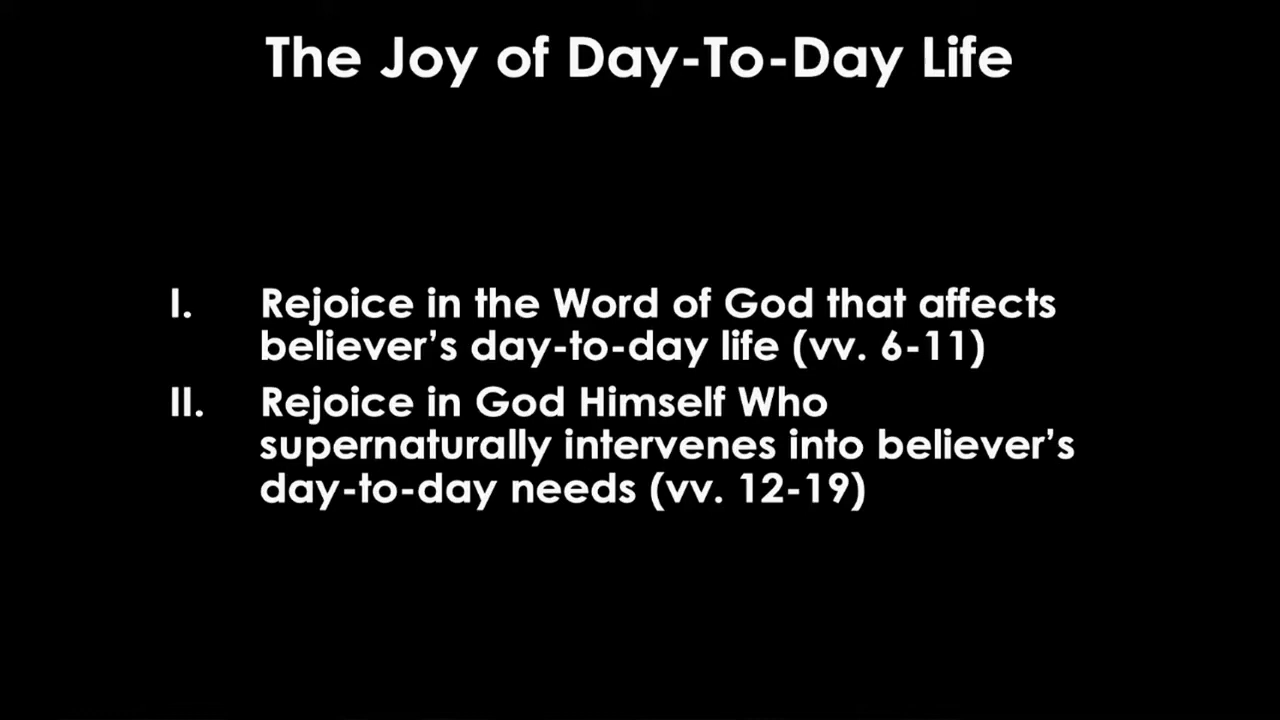 The Joy of Day-To-Day Life
I. Rejoice in the Word of God that affects
believer’s day-to-day life (vv. 6-11)
II. Rejoice in God Himself Who
supernaturally intervenes into believer’s
day-to-day needs (vv. 12-19)